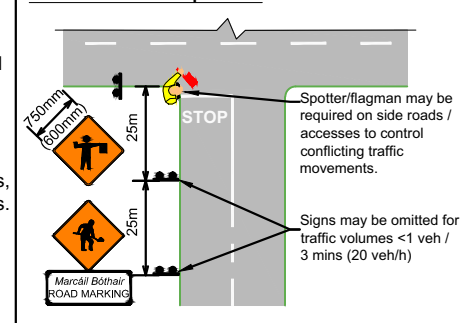 750mm
(600mm)
25m
STOP
Spotter/flagman may be
required on side roads /
accesses to control
conflicting traffic
movements.
s,
s.
25m
Signs may be omitted for
traffic volumes <1 veh /
3 mins (20 veh/h)
Marcáil Bóthair
ROAD MARKING